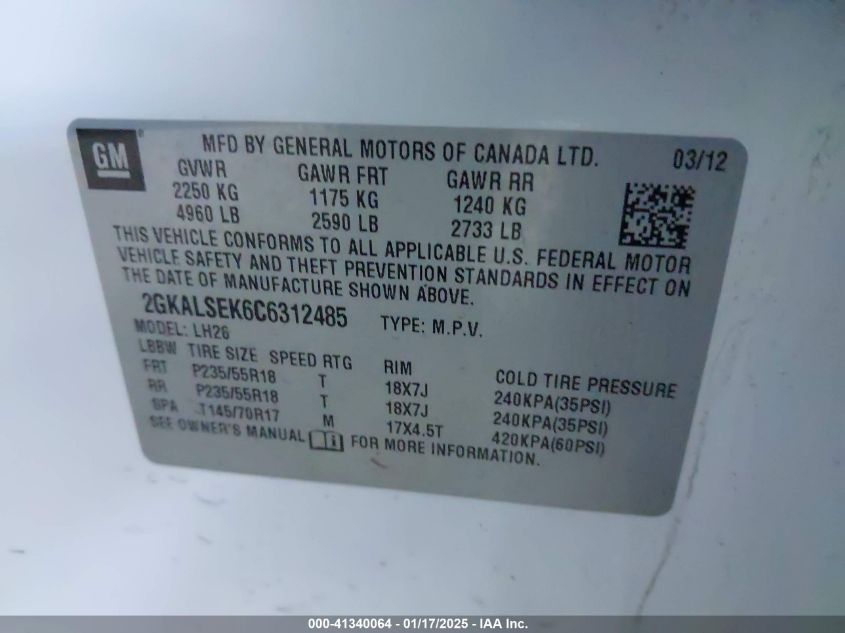 GM
MFD BY GENERAL MOTORS OF CANADA LTD. 03/12
GVWR GAWR FRT GAWR RR
2250 KG 1175 KG 1240 KG
4960 LB 2590 LB 2733 LB
THIS VEHICLE CONFORMS TO ALL APPLICABLE U.S. FEDERAL MOTOR
VEHICLE SAFETY AND THEFT PREVENTION STANDARDS IN EFFECT ON
THE DATE OF MANUFACTURE SHOWN ABOVE.
2GKALSEK6C6312485 TYPE: M.P.V.
MODEL: LH26
LBBW TIRE SIZE SPEED RTG RIM COLD TIRE PRESSURE
FRT P235/55R18 T 18X7J 240KPA(35PSI)
RR P235/55R18 T 18X7J 240KPA(35PSI)
SPA T145/70R17 M 17X4.5T 420KPA(60PSI)
SEE OWNER'S MANUAL FOR MORE INFORMATION.
000-41340064 - 01/17/2025 - IAA Inc.